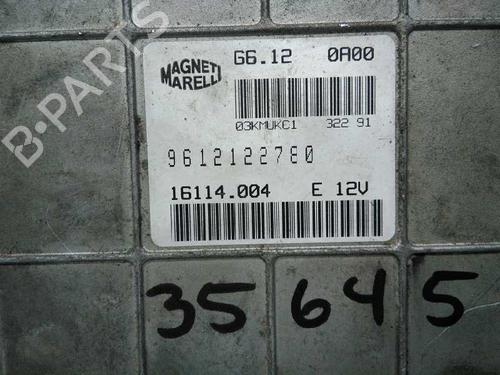 B-PARTS
MAGNETI MARELLI
G6.12 0A00
03KMUKC1 322 91
9612122780
16114.004 E 12V
35645